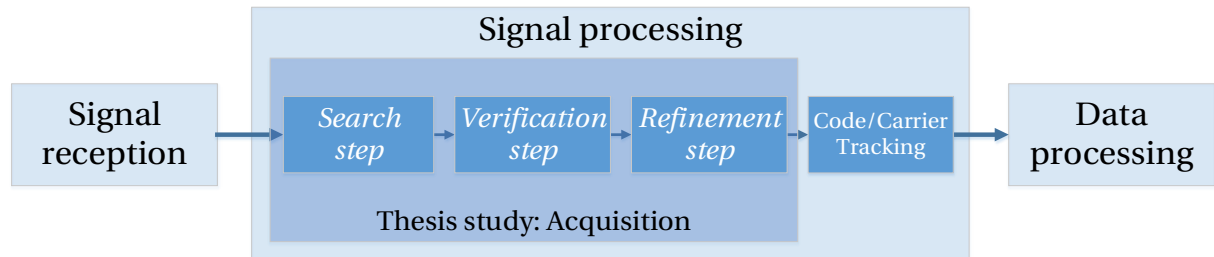 Signal processing
Signal
reception
Search
step
Verification
step
Refinement
step
Code/Carrier
Tracking
Data
processing
Thesis study: Acquisition